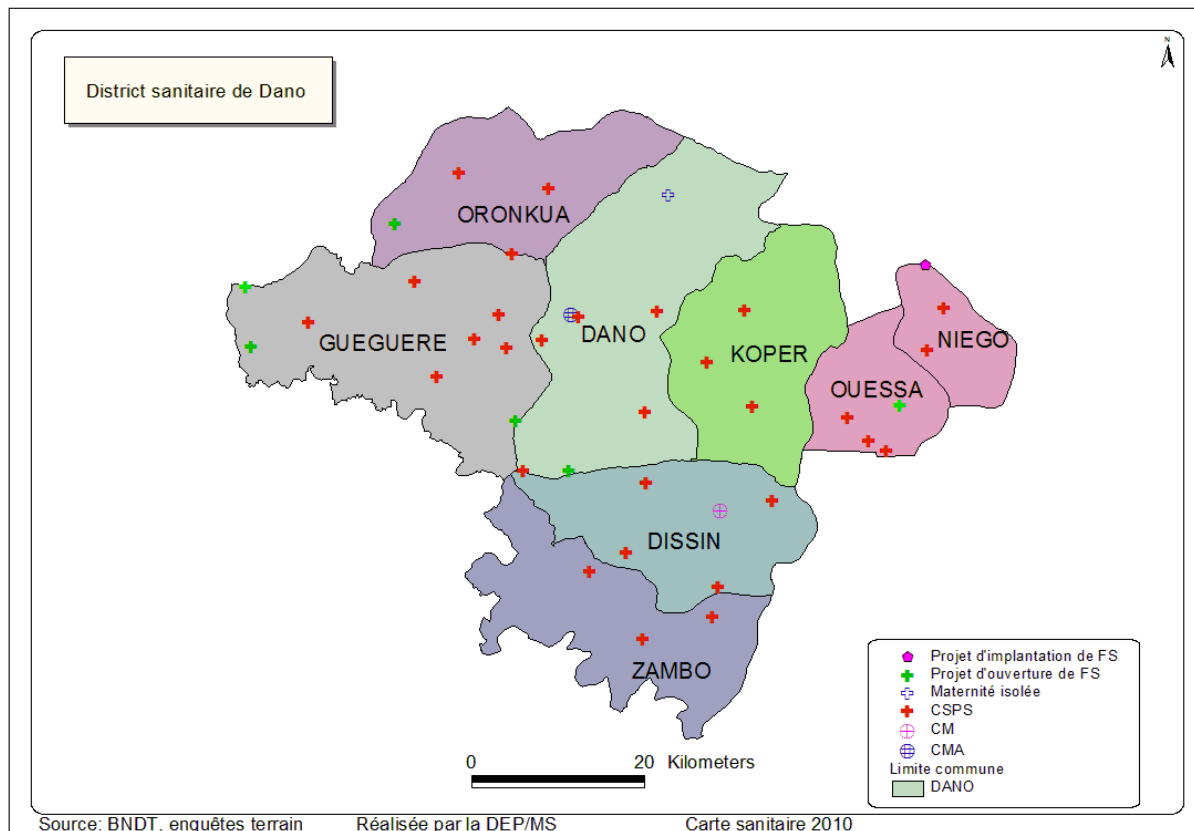 N
District sanitaire de Dano
ORONKUA
GUEGUERE
DANO
KOPER
NIEGO
OUESSA
DISSIN
ZAMBO
0 20 Kilometers
Projet d'implantation de FS
Projet d'ouverture de FS
Maternité isolée
CSPS
CM
CMA
Limite commune
DANO
Source: BNDT, enquêtes terrain Réalisée par la DEP/MS Carte sanitaire 2010